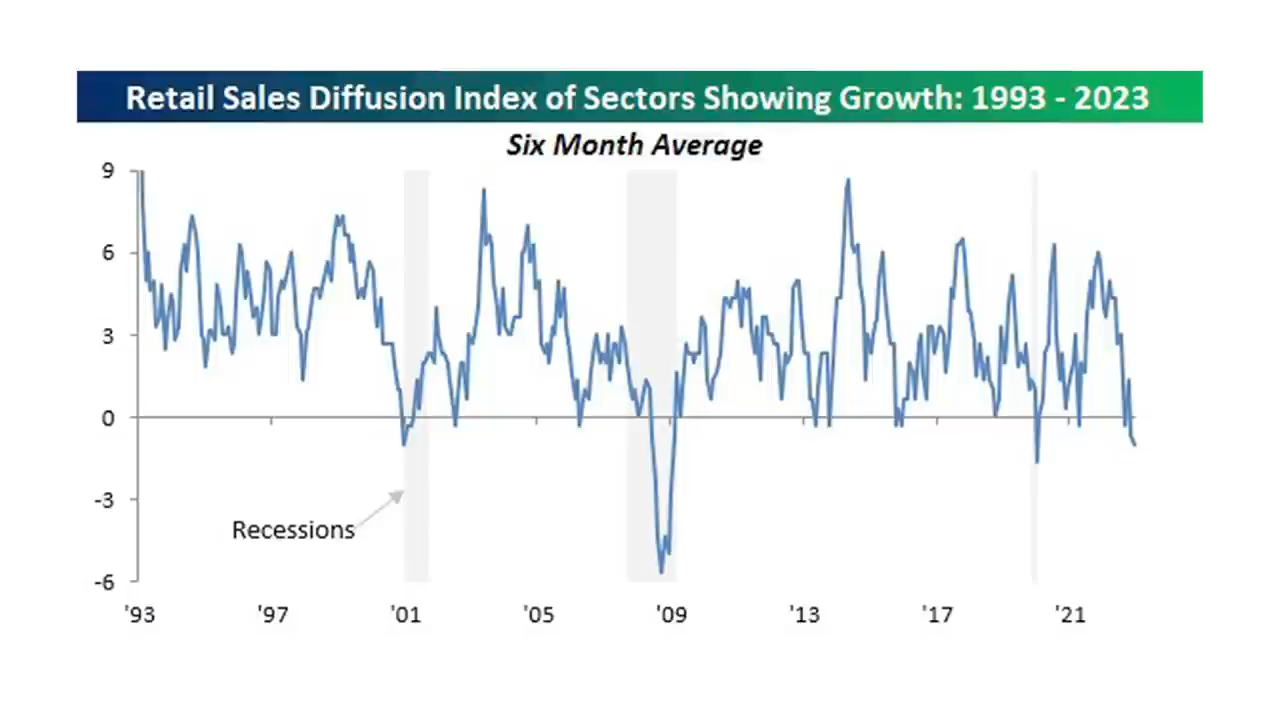 Retail Sales Diffusion Index of Sectors Showing Growth: 1993 - 2023
Six Month Average
9
6
3
0
-3
-6
Recessions
'93 '97 '01 '05 '09 '13 '17 '21